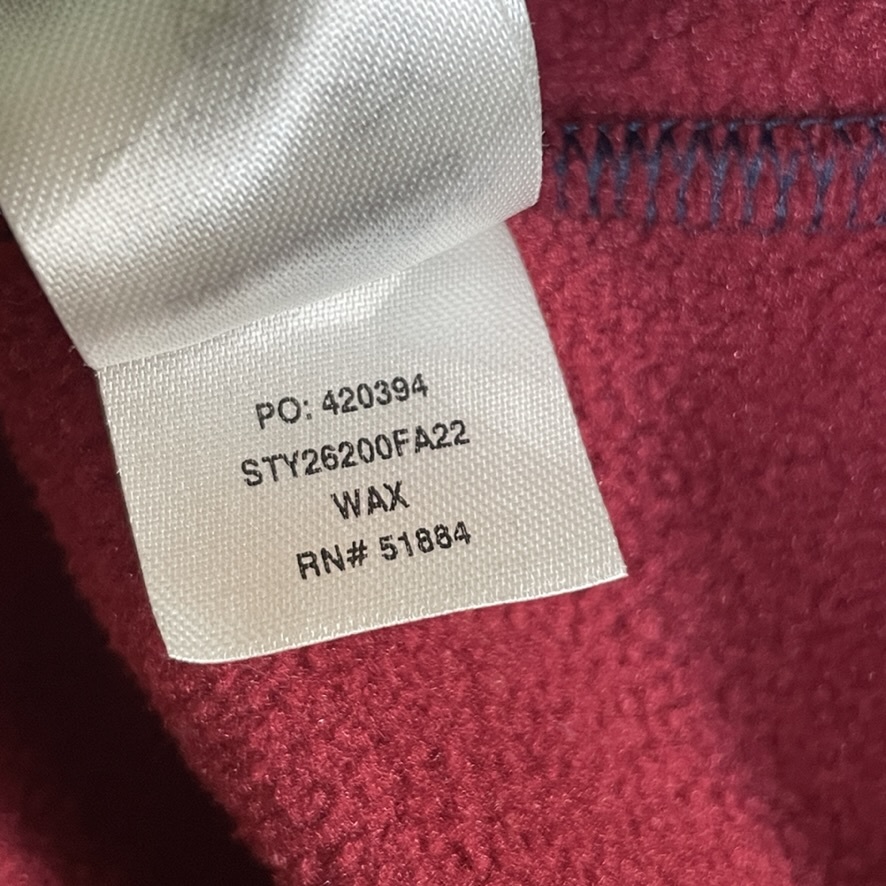 PO: 420394
STY26200FA22
WAX
RN# 51884